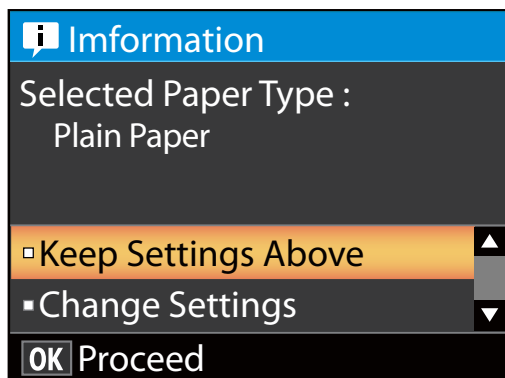 Imformation
Selected Paper Type :
Plain Paper
Keep Settings Above
Change Settings
OK Proceed